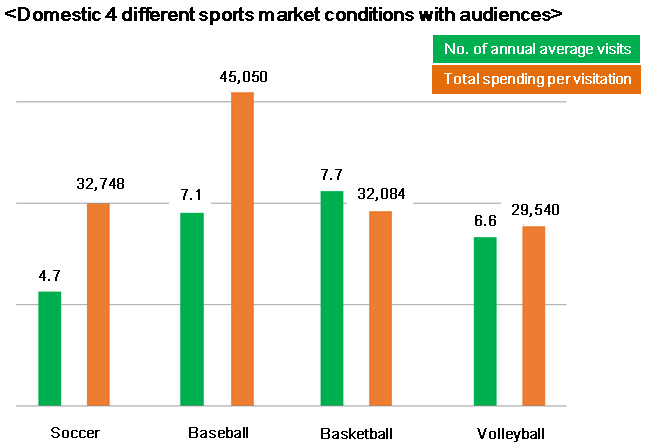 <Domestic 4 different sports market conditions with audiences>
No. of annual average visits
Total spending per visitation
45,050
32,748
7.1
7.7
32,084
6.6
29,540
4.7
Soccer
Baseball
Basketball
Volleyball